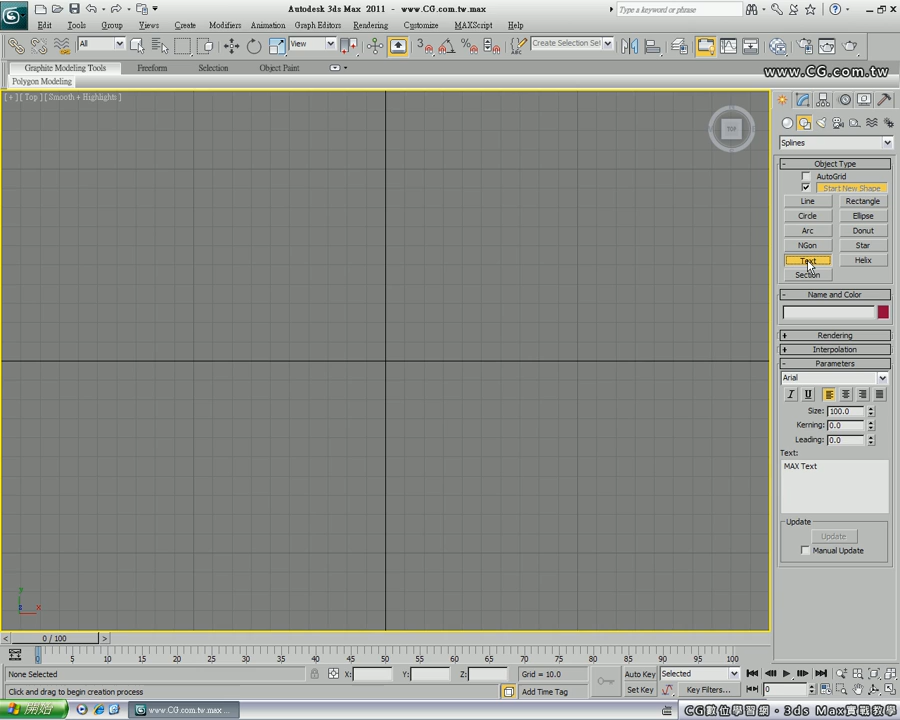 Autodesk 3ds Max 2011 - www.CG.com.tw.max
Type a keyword or phrase
Edit Tools Group Views Create Modifiers Animation Graph Editors Rendering Customize MAXScript Help
All
View
Create Selection Set
Graphite Modeling Tools Freeform Selection Object Paint
Polygon Modeling
www.CG.com.tw
[ + ] [ Top ] [ Smooth + Highlights ]
TOP
Splines
Object Type
AutoGrid
Start New Shape
Line Rectangle
Circle Ellipse
Arc Donut
NGon Star
Text Helix
Section
Name and Color
Rendering
Interpolation
Parameters
Arial
I U
Size: 100.0
Kerning: 0.0
Leading: 0.0
Text:
MAX Text
Update
Update
Manual Update
y
z x
0 / 100
0 5 10 15 20 25 30 35 40 45 50 55 60 65 70 75 80 85 90 95 100
None Selected X: Y: Z: Grid = 10.0 Auto Key Selected
Click and drag to begin creation process Add Time Tag Set Key Key Filters... 0
開始 www.CG.com.tw.max ... CG數位學習網·3ds Max實戰教學